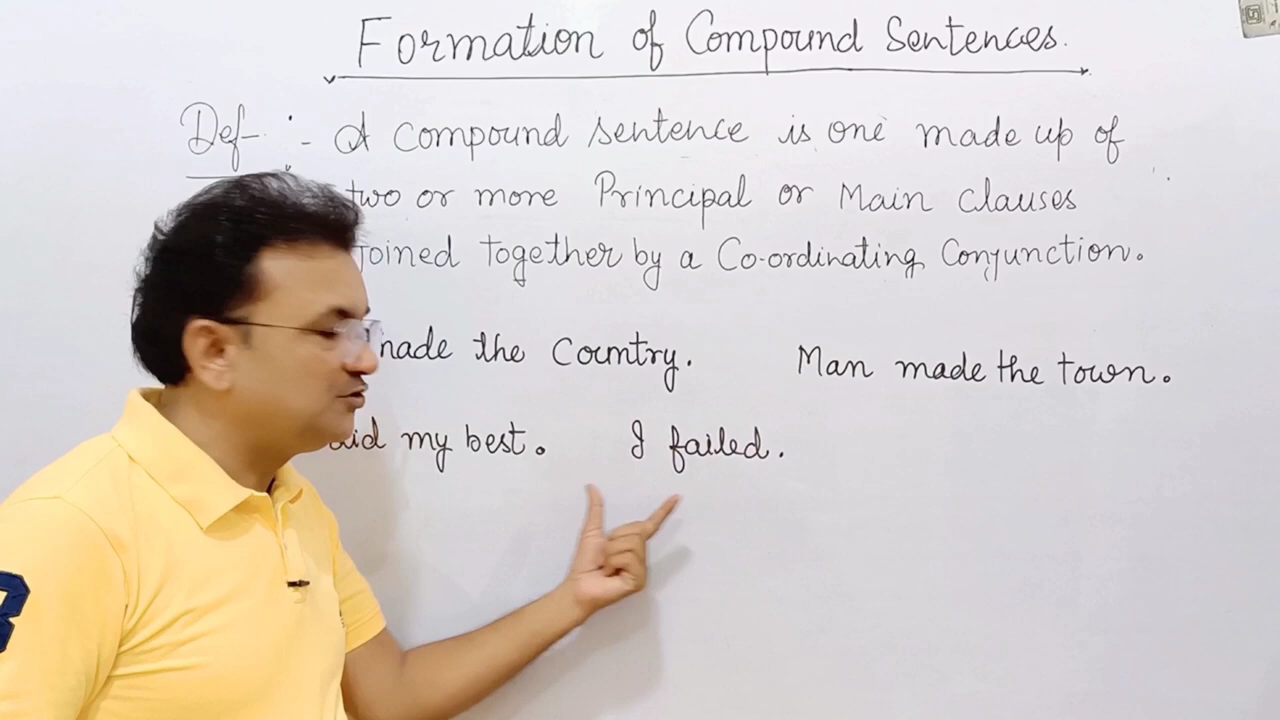 Formation of Compound Sentences.
Def :- A Compound sentence is one made up of
two or more Principal or Main clauses
joined together by a Co-ordinating Conjunction.
made the Country. Man made the town.
did my best. I failed.